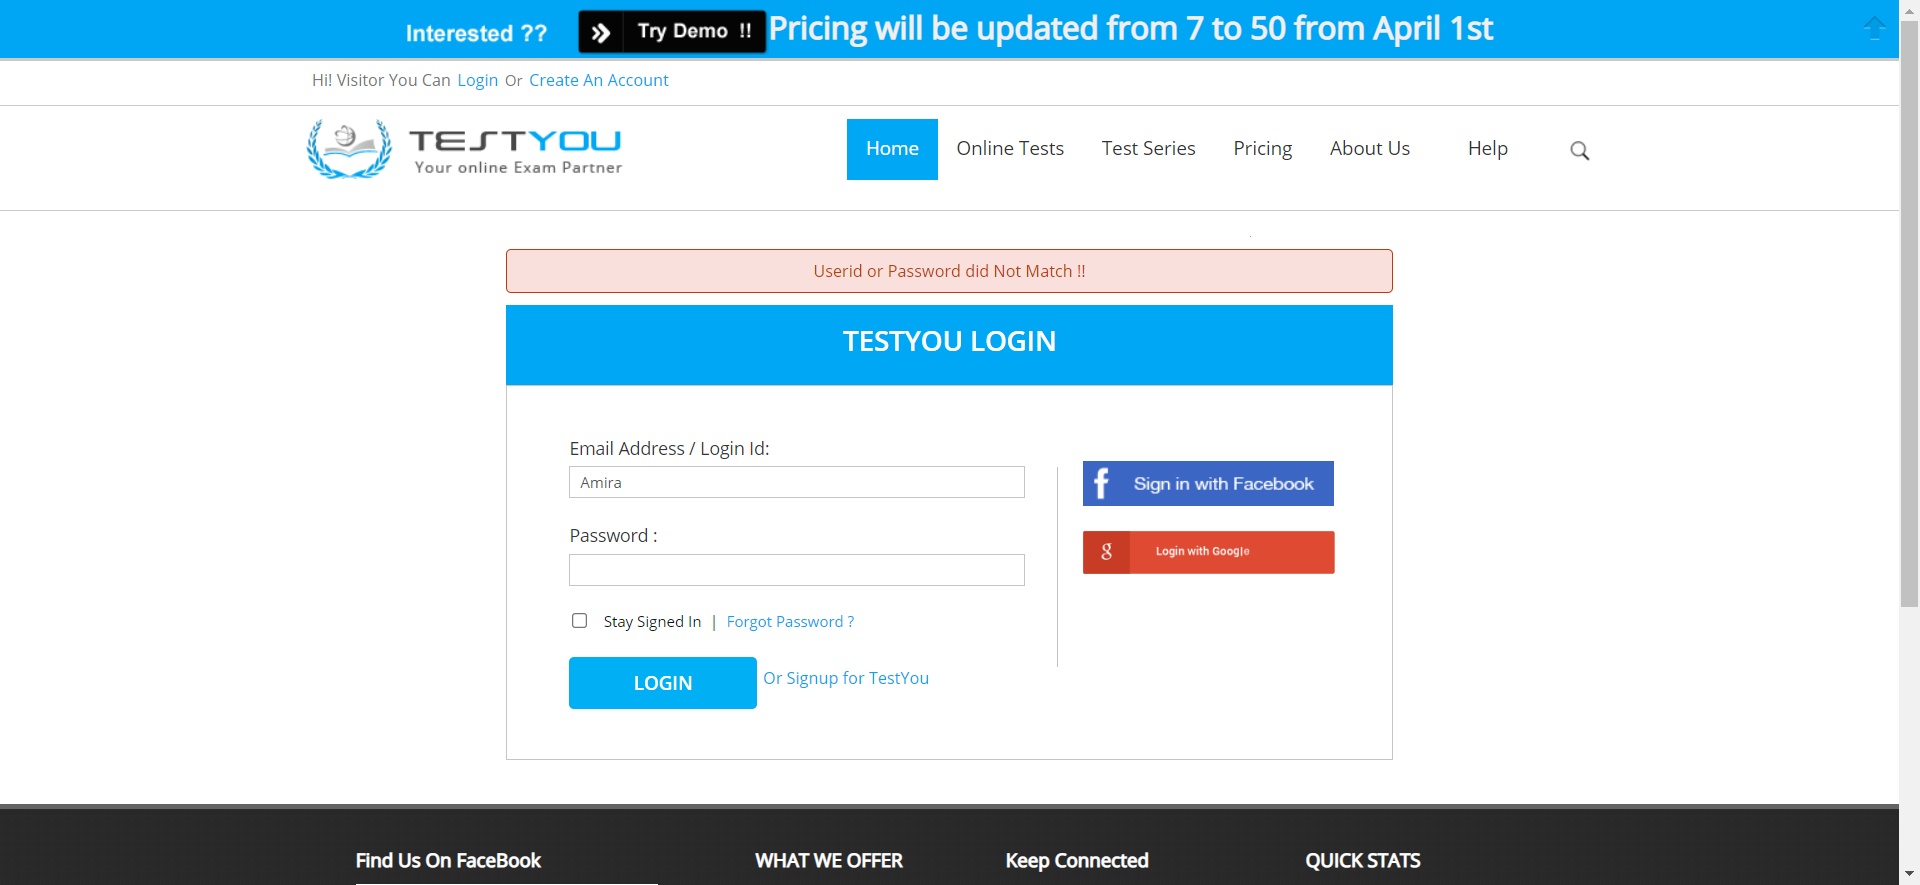 Interested ??
Try Demo !!
Pricing will be updated from 7 to 50 from April 1st
Hi! Visitor You Can Login Or Create An Account
TESTYOU
Your online Exam Partner
Home
Online Tests
Test Series
Pricing
About Us
Help
Userid or Password did Not Match !!
TESTYOU LOGIN
Email Address / Login Id:
Amira
Password :
Stay Signed In | Forgot Password ?
LOGIN
Or Signup for TestYou
f Sign in with Facebook
g Login with Google
Find Us On FaceBook
WHAT WE OFFER
Keep Connected
QUICK STATS